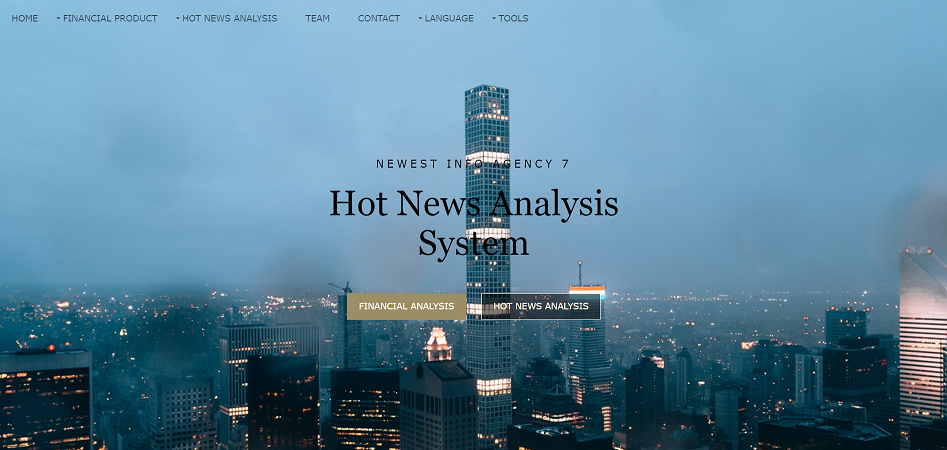 HOME FINANCIAL PRODUCT HOT NEWS ANALYSIS TEAM CONTACT LANGUAGE TOOLS
NEWEST INFO AGENCY 7
Hot News Analysis
System
FINANCIAL ANALYSIS HOT NEWS ANALYSIS